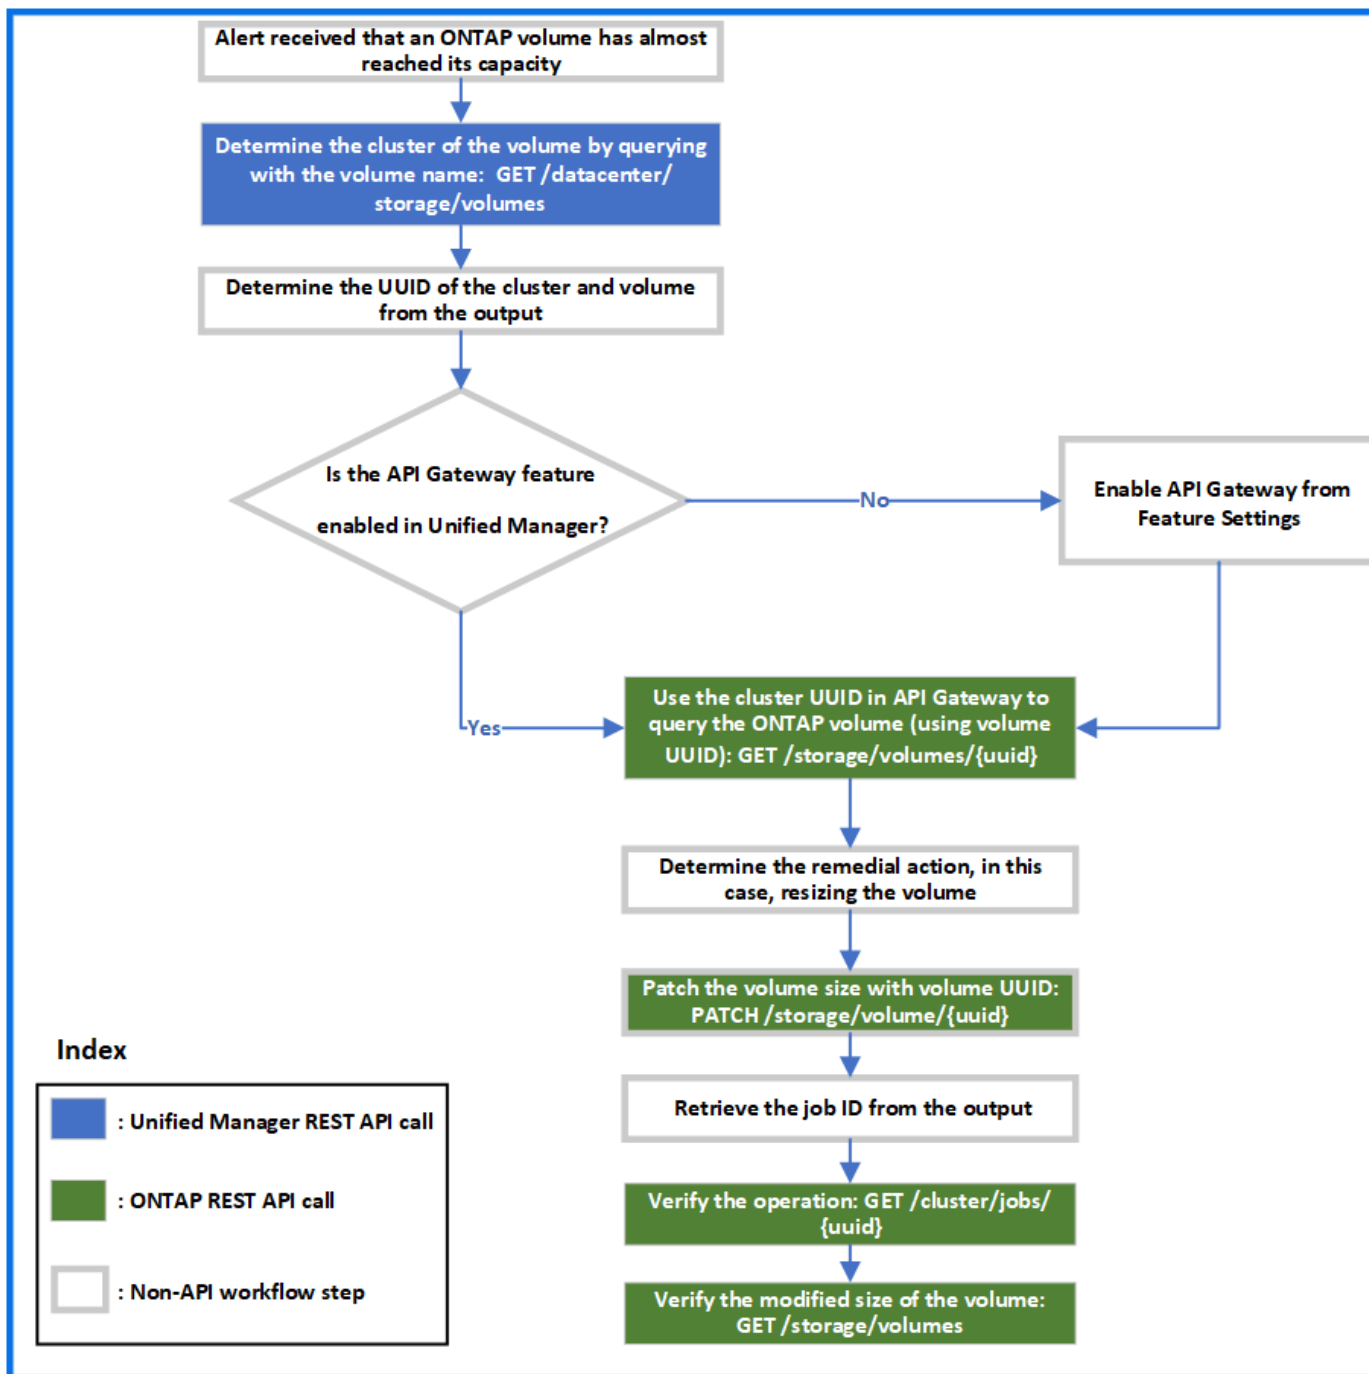 Alert received that an ONTAP volume has almost
reached its capacity
Determine the cluster of the volume by querying
with the volume name:  GET /datacenter/
storage/volumes
Determine the UUID of the cluster and volume
from the output
Is the API Gateway feature
enabled in Unified Manager?
No
Enable API Gateway from
Feature Settings
Yes
Use the cluster UUID in API Gateway to
query the ONTAP volume (using volume
UUID): GET /storage/volumes/{uuid}
Determine the remedial action, in this
case, resizing the volume
Patch the volume size with volume UUID:
PATCH /storage/volume/{uuid}
Retrieve the job ID from the output
Verify the operation: GET /cluster/jobs/
{uuid}
Verify the modified size of the volume:
GET /storage/volumes
Index
: Unified Manager REST API call
: ONTAP REST API call
: Non-API workflow step